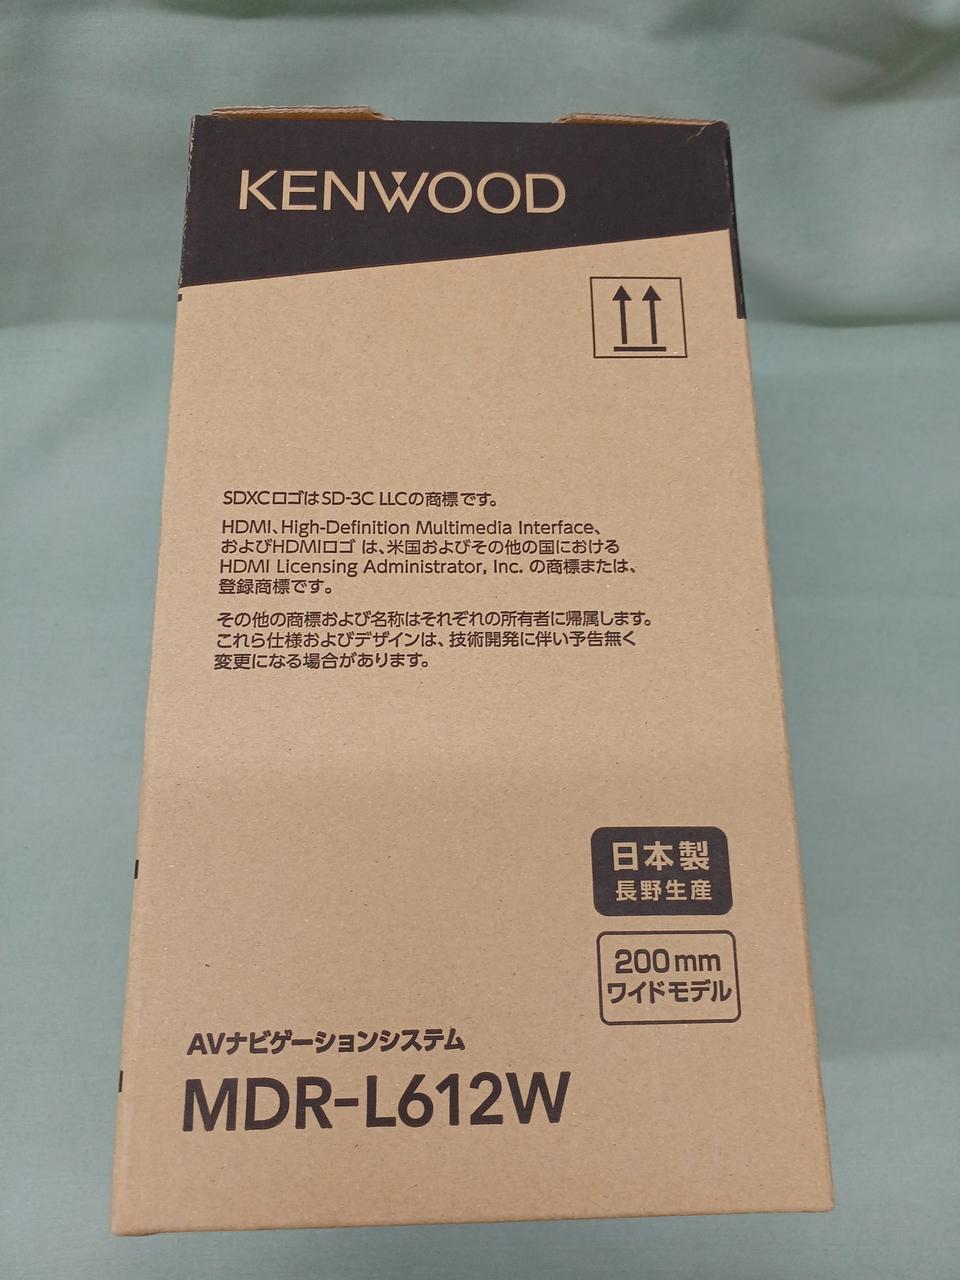 KENWOOD
SDXCロゴはSD-3C LLCの商標です。
HDMI、High-Definition Multimedia Interface、
およびHDMIロゴ は、米国およびその他の国における
HDMI Licensing Administrator, Inc. の商標または、
登録商標です。
その他の商標および名称はそれぞれの所有者に帰属します。
これら仕様およびデザインは、技術開発に伴い予告無く
変更になる場合があります。
日本製
長野生産
200mm
ワイドモデル
AVナビゲーションシステム
MDR-L612W